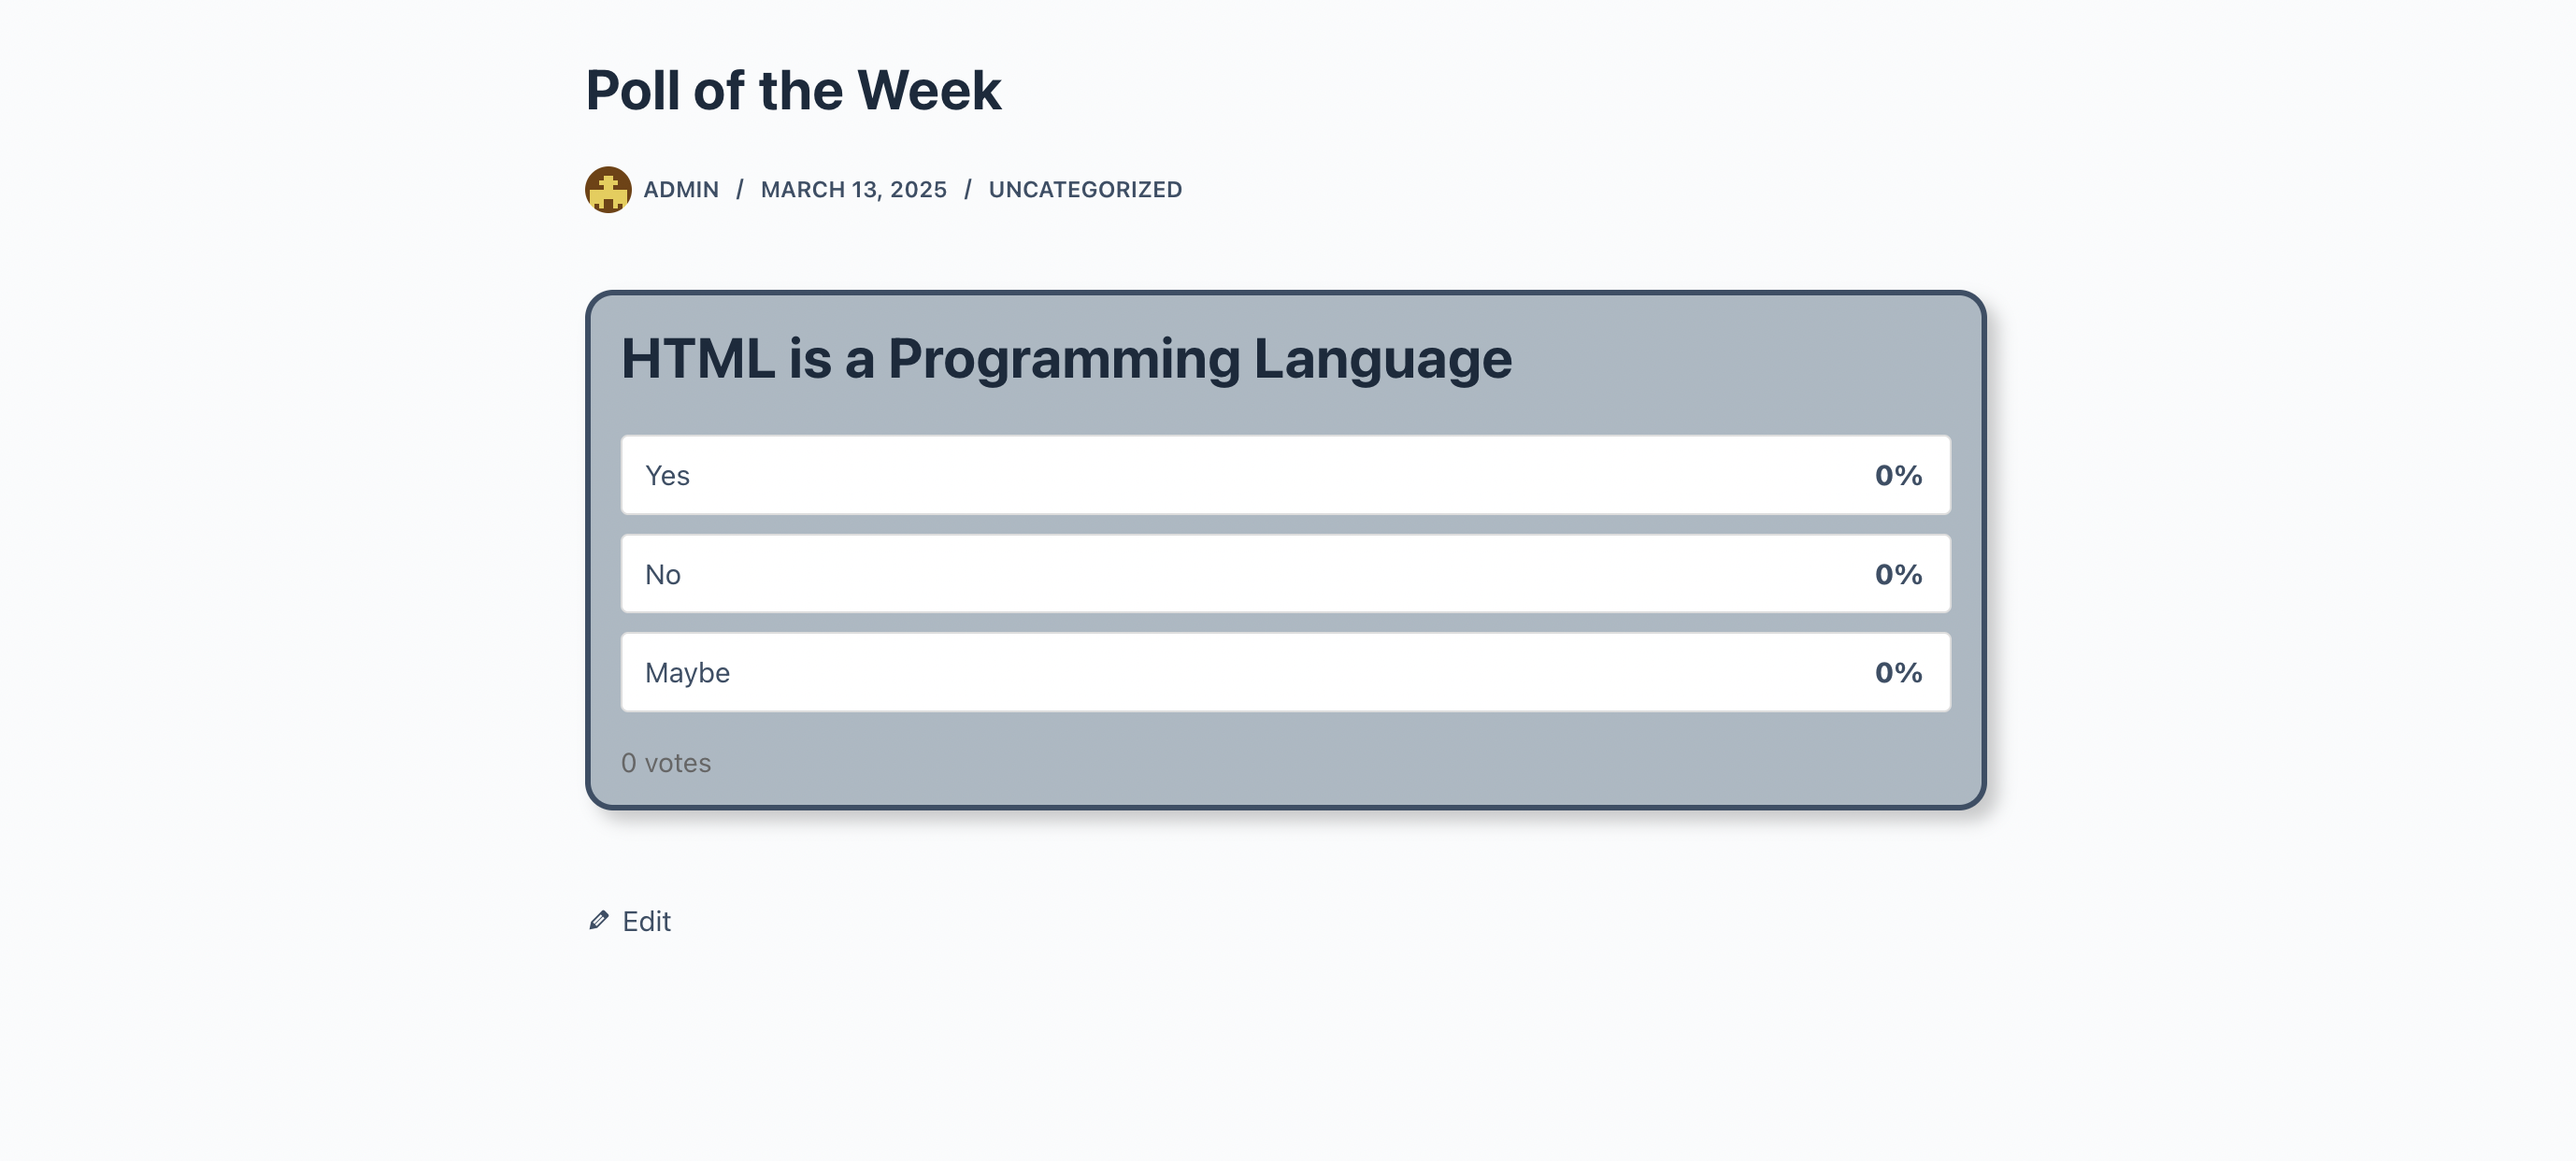 Poll of the Week
ADMIN / MARCH 13, 2025 / UNCATEGORIZED
HTML is a Programming Language
Yes 0%
No 0%
Maybe 0%
0 votes
Edit